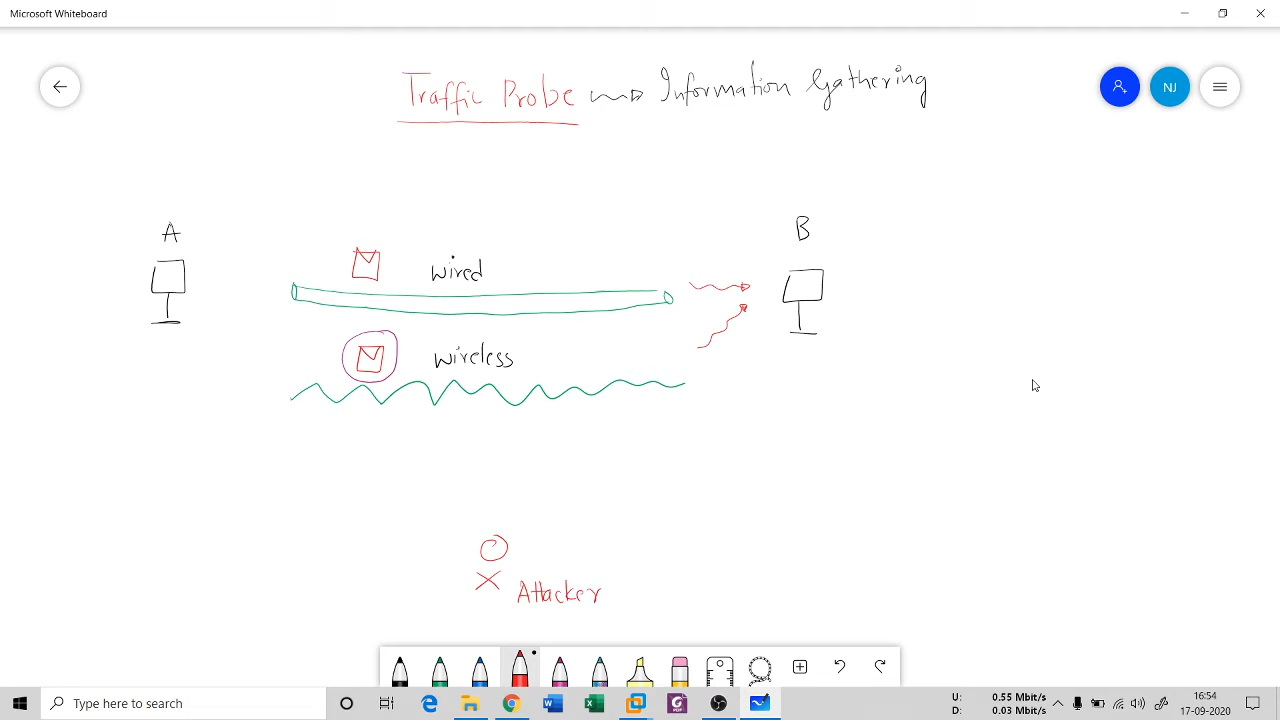 Microsoft Whiteboard
Traffic Probe Information Gathering
NJ
A
B
wired
wireless
Attacker
Type here to search
U: 0.55 Mbit/s
D: 0.03 Mbit/s
16:54
17-09-2020